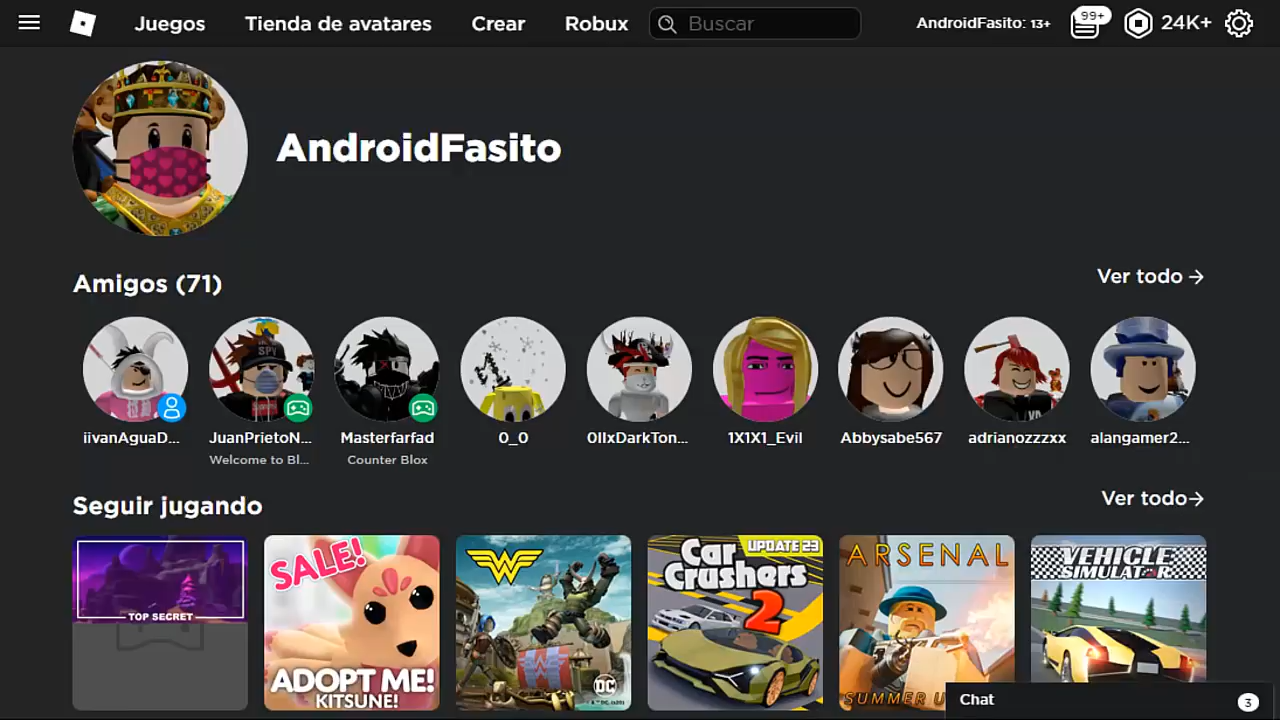 Juegos
Tienda de avatares
Crear
Robux
Buscar
AndroidFasito: 13+
99+
24K+
AndroidFasito
Amigos (71)
Ver todo
iivanAguaD...
JuanPrietoN...
Masterfarfad
0_0
0IIxDarkTon...
1X1X1_Evil
Abbysabe567
adrianozzzxx
alangamer2...
Welcome to Bl...
Counter Blox
Seguir jugando
Ver todo
TOP SECRET
SALE!
ADOPT ME!
KITSUNE!
DC
UPDATE 23
Car
Crushers
2
ARSENAL
SUMMER U
VEHICLE
SIMULATOR
Chat
3